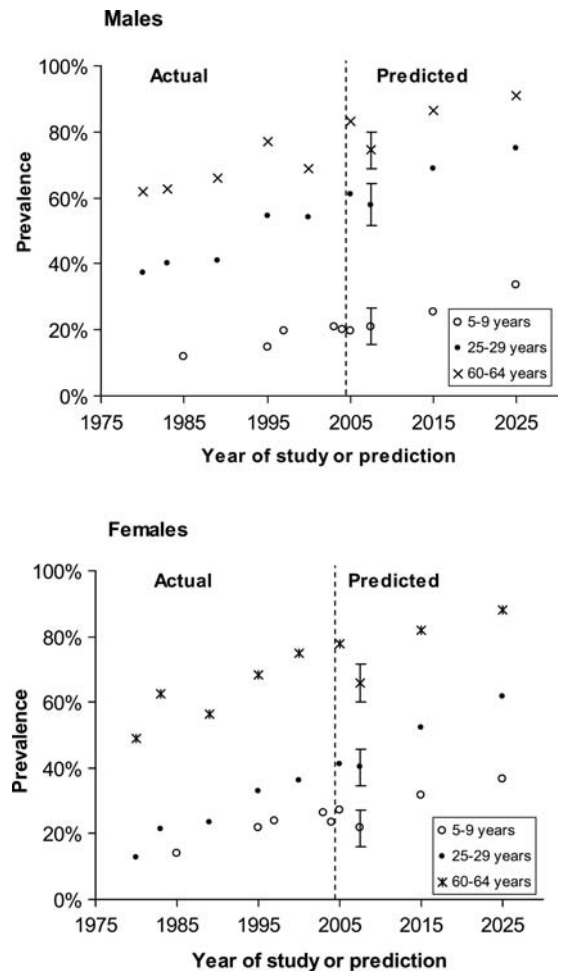 Males
Actual Predicted
100%
80%
60%
40%
20%
0%
Prevalence
5-9 years
25-29 years
60-64 years
1975 1985 1995 2005 2015 2025
Year of study or prediction
Females
Actual Predicted
100%
80%
60%
40%
20%
0%
Prevalence
5-9 years
25-29 years
60-64 years
1975 1985 1995 2005 2015 2025
Year of study or prediction